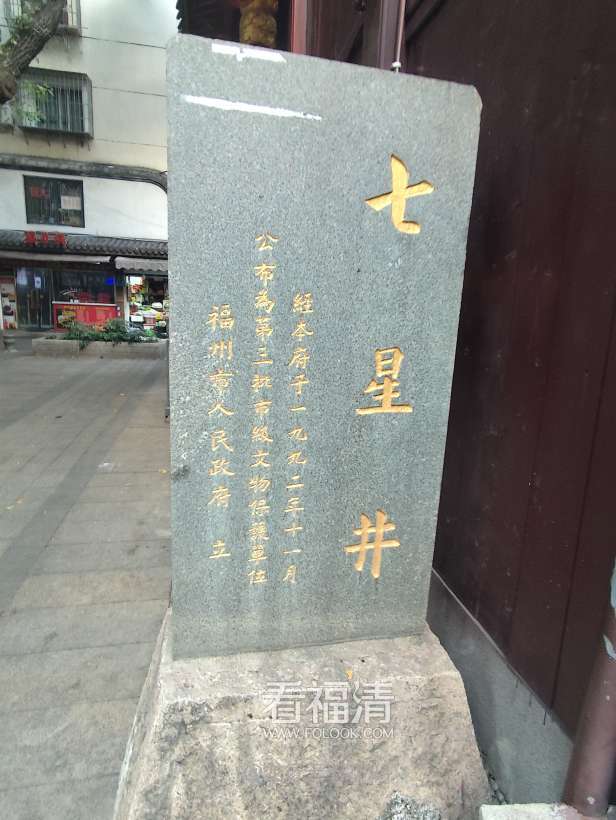 七星井
經本府于一九九二年十一月
公布為第三批市級文物保護單位
福州市人民政府 立
看福清
WWW.FOLOOK.COM